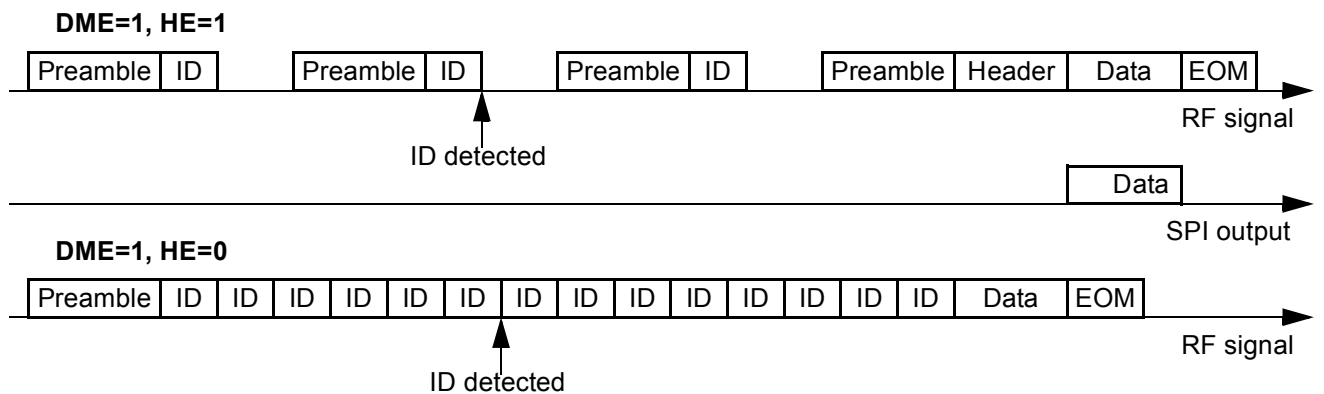 DME=1, HE=1
Preamble ID Preamble ID Preamble ID Preamble Header Data EOM
RF signal
ID detected
Data
SPI output
DME=1, HE=0
Preamble ID ID ID ID ID ID ID ID ID ID ID ID ID ID Data EOM
RF signal
ID detected